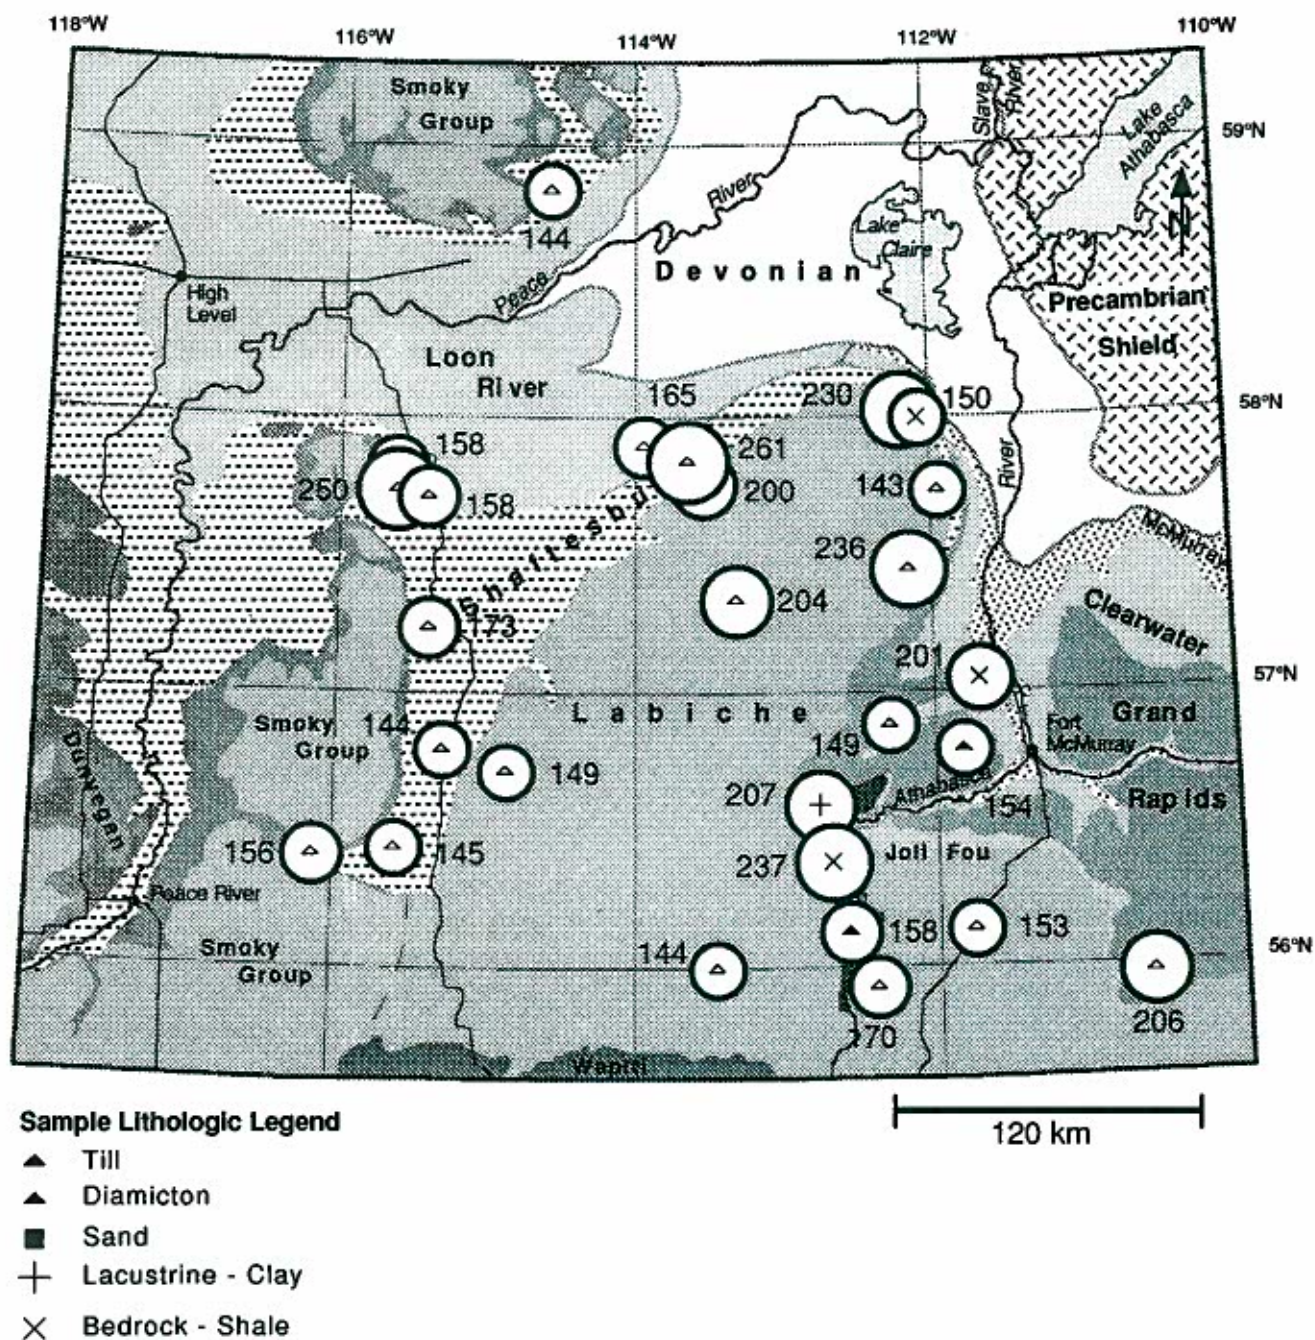 118°W
116°W
114°W
112°W
110°W
Smoky
Group
Slave
River
Lake
Athabasca
59°N
144
River
Lake
Claire
N
Peace
Devonian
High
Level
Precambrian
Shield
Loon
River
165
230
150
58°N
158
261
250
158
200
143
River
McMurray
Shaftesbu
236
204
Clearwater
173
201
57°N
Labiche
Grand
Smoky
Group
144
149
149
Fort
McMurray
Dunvegan
207
Athabasca
154
Rapids
156
145
237
Joli Fou
Peace River
158
153
Smoky
Group
144
56°N
170
206
Wapiti
120 km
Sample Lithologic Legend
Till
Diamicton
Sand
Lacustrine - Clay
Bedrock - Shale